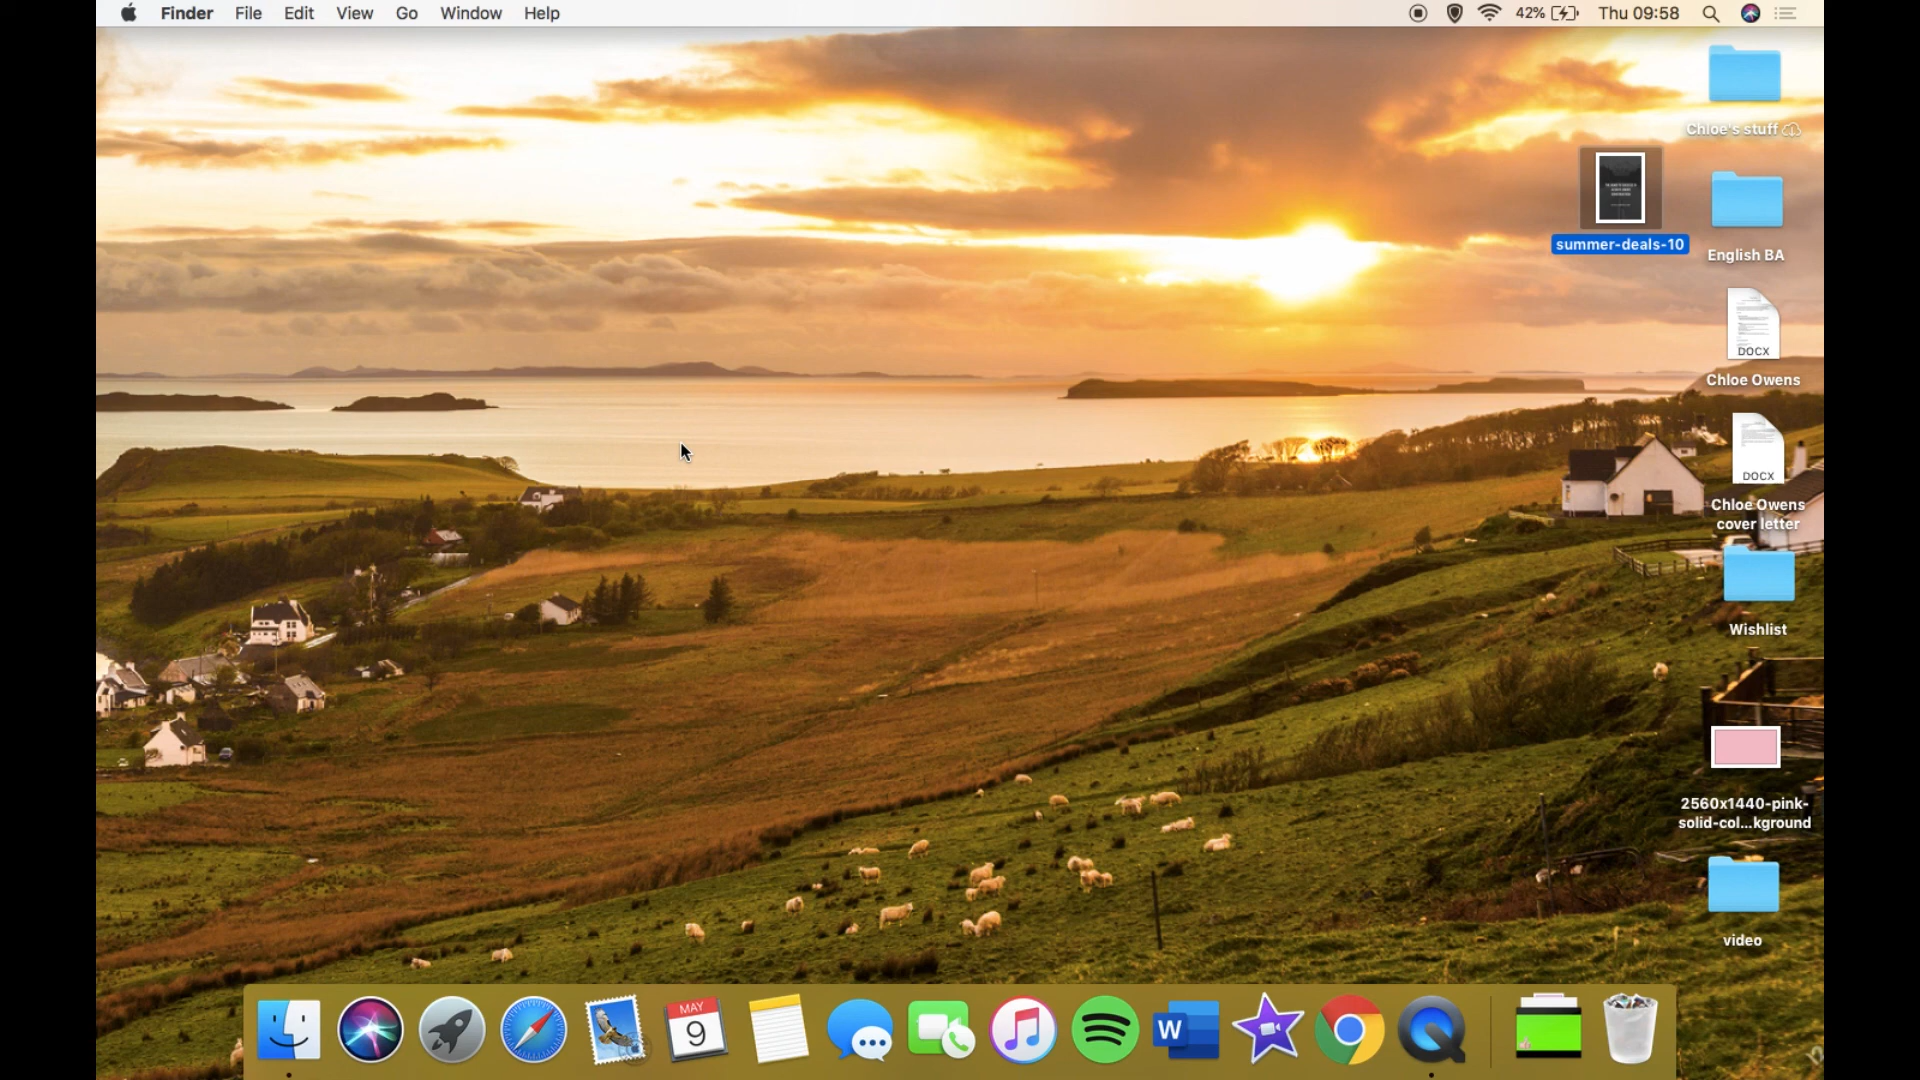 Finder File Edit View Go Window Help 42% Thu 09:58
Chloe's stuff
summer-deals-10
English BA
DOCX
Chloe Owens
DOCX
Chloe Owens
cover letter
Wishlist
2560x1440-pink-
solid-col...kground
video
MAY
9
W